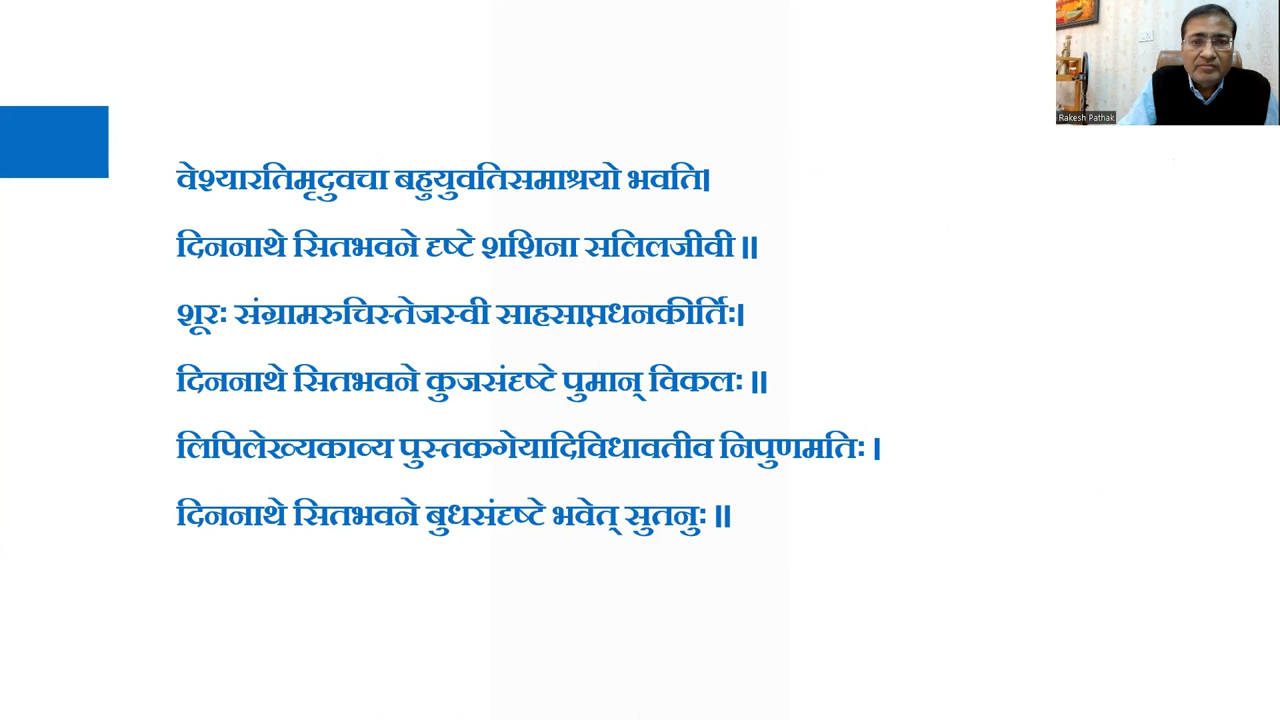 वेश्यारतिमृदुवचा बहुयुवतिसमाश्रयो भवति।
दिननाथे सितभवने दृष्टे शशिना सलिलजीवी ॥
शूरः संग्रामरुचिस्तेजस्वी साहसाप्तधनकीर्तिः।
दिननाथे सितभवने कुजसंदृष्टे पुमान् विकलः ॥
लिपिलेख्यकाव्य पुस्तकगेयादिविधावतीव निपुणमतिः ।
दिननाथे सितभवने बुधसंदृष्टे भवेत् सुतनुः ॥
Rakesh Pathak